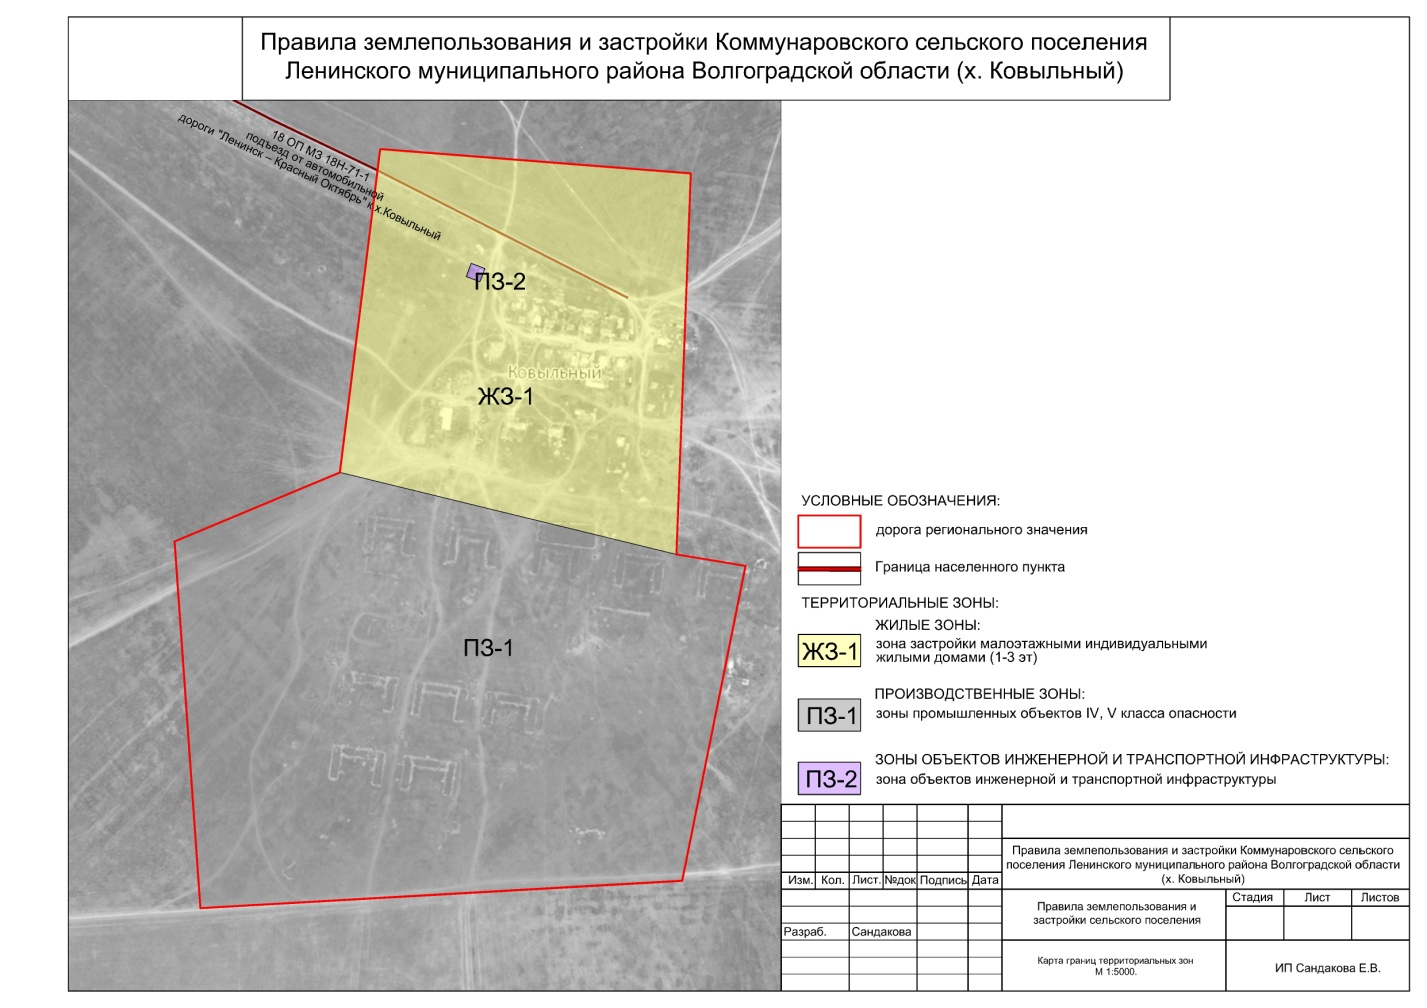 Правила землепользования и застройки Коммунаровского сельского поселения
Ленинского муниципального района Волгоградской области (х. Ковыльный)
18 ОП МЗ 18Н-71-1
подъезд от автомобильной
дороги "Ленинск – Красный Октябрь" к х.Ковыльный
ПЗ-2
Ковыльный
ЖЗ-1
ПЗ-1
УСЛОВНЫЕ ОБОЗНАЧЕНИЯ:
дорога регионального значения
Граница населенного пункта
ТЕРРИТОРИАЛЬНЫЕ ЗОНЫ:
ЖИЛЫЕ ЗОНЫ:
ЖЗ-1
зона застройки малоэтажными индивидуальными
жилыми домами (1-3 эт)
ПРОИЗВОДСТВЕННЫЕ ЗОНЫ:
ПЗ-1
зоны промышленных объектов IV, V класса опасности
ЗОНЫ ОБЪЕКТОВ ИНЖЕНЕРНОЙ И ТРАНСПОРТНОЙ ИНФРАСТРУКТУРЫ:
ПЗ-2
зона объектов инженерной и транспортной инфраструктуры
Правила землепользования и застройки Коммунаровского сельского
поселения Ленинского муниципального района Волгоградской области
(х. Ковыльный)
Изм. Кол. Лист. №док Подпись Дата
Правила землепользования и
застройки сельского поселения
Стадия Лист Листов
Разраб. Сандакова
Карта границ территориальных зон
М 1:5000.
ИП Сандакова Е.В.